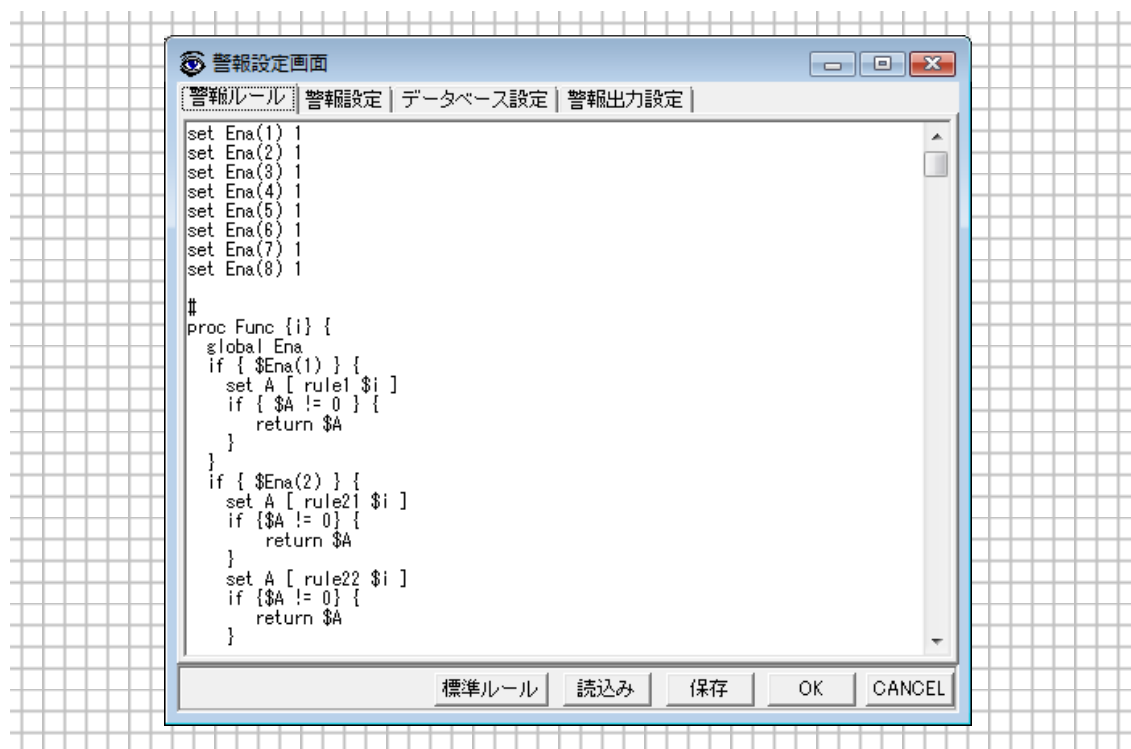 警報設定画面
警報ルール 警報設定 データベース設定 警報出力設定
set Ena(1) 1
set Ena(2) 1
set Ena(3) 1
set Ena(4) 1
set Ena(5) 1
set Ena(6) 1
set Ena(7) 1
set Ena(8) 1
#
proc Func {i} {
global Ena
if { $Ena(1) } {
set A [ rule1 $i ]
if { $A != 0 } {
return $A
}
}
if { $Ena(2) } {
set A [ rule21 $i ]
if {$A != 0} {
return $A
}
set A [ rule22 $i ]
if {$A != 0} {
return $A
}
標準ルール 読込み 保存 OK CANCEL